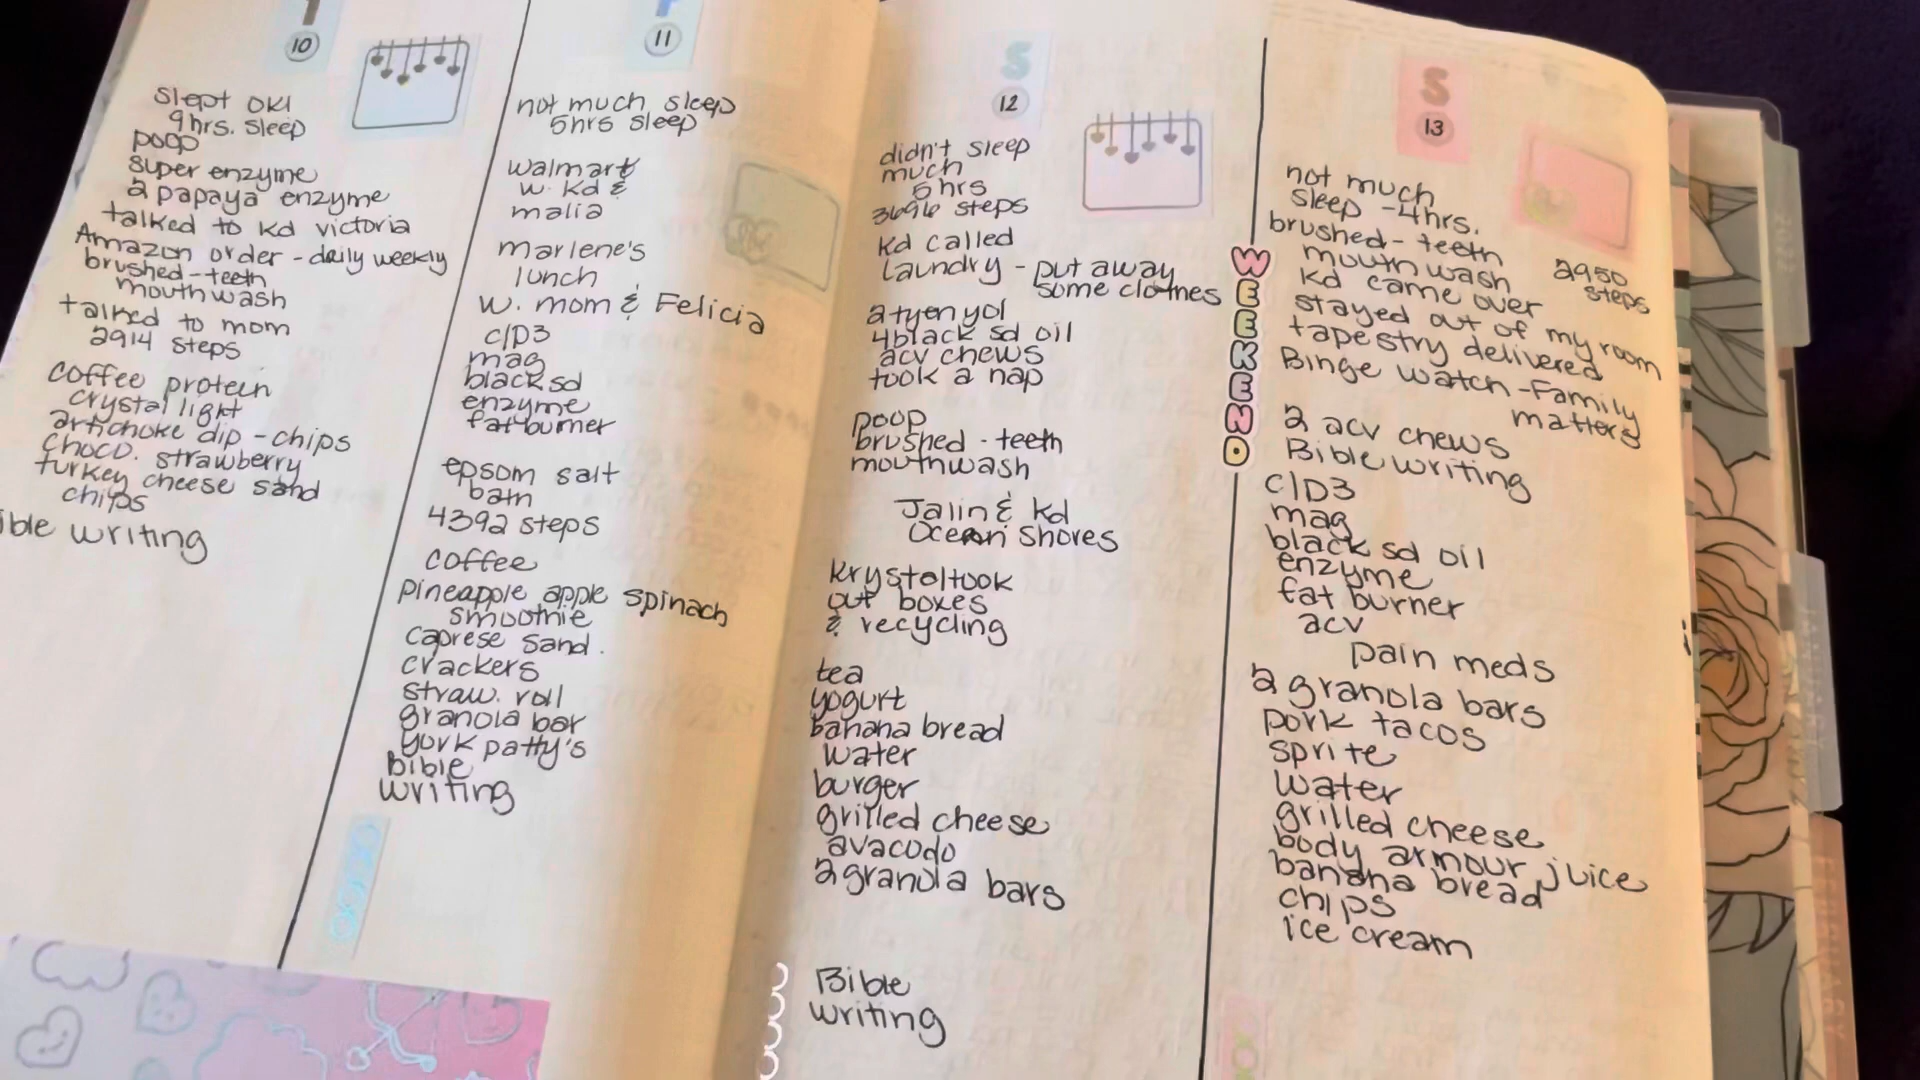 10
slept ok!
9hrs. sleep
poop
super enzyme
2 papaya enzyme
talked to kd victoria
Amazon order - daily weekly
brushed - teeth
mouthwash
talked to mom
2914 steps
coffee protein
crystal light
artichoke dip - chips
choco. strawberry
turkey cheese sand
chips
ible writing
11
not much sleep
5hrs sleep
walmart
w. kd &
malia
marlene's
lunch
w. mom & Felicia
c/D3
mag
black sd
enzyme
fat burner
epsom salt
bath
4392 steps
coffee
pineapple apple spinach
smoothie
caprese sand.
crackers
straw. roll
granola bar
york patty's
bible
writing
S
12
didn't sleep
much
5hrs
3696 steps
kd called
Laundry - put away
some clothes
2 tyenyol
4 black sd oil
acv chews
took a nap
poop
brushed - teeth
mouthwash
Jalin & kd
Ocean Shores
krystal took
out boxes
& recycling
tea
yogurt
banana bread
water
burger
grilled cheese
avacodo
2 granola bars
Bible
writing
WEEKEND
S
13
not much
sleep - 4hrs.
brushed - teeth
mouthwash
2950
steps
kd came over
stayed out of my room
tapestry delivered
Binge watch - Family
matters
2 acv chews
Bible writing
c/D3
mag
black sd oil
enzyme
fat burner
acv
pain meds
2 granola bars
pork tacos
sprite
water
grilled cheese
body armour juice
banana bread
chips
ice cream